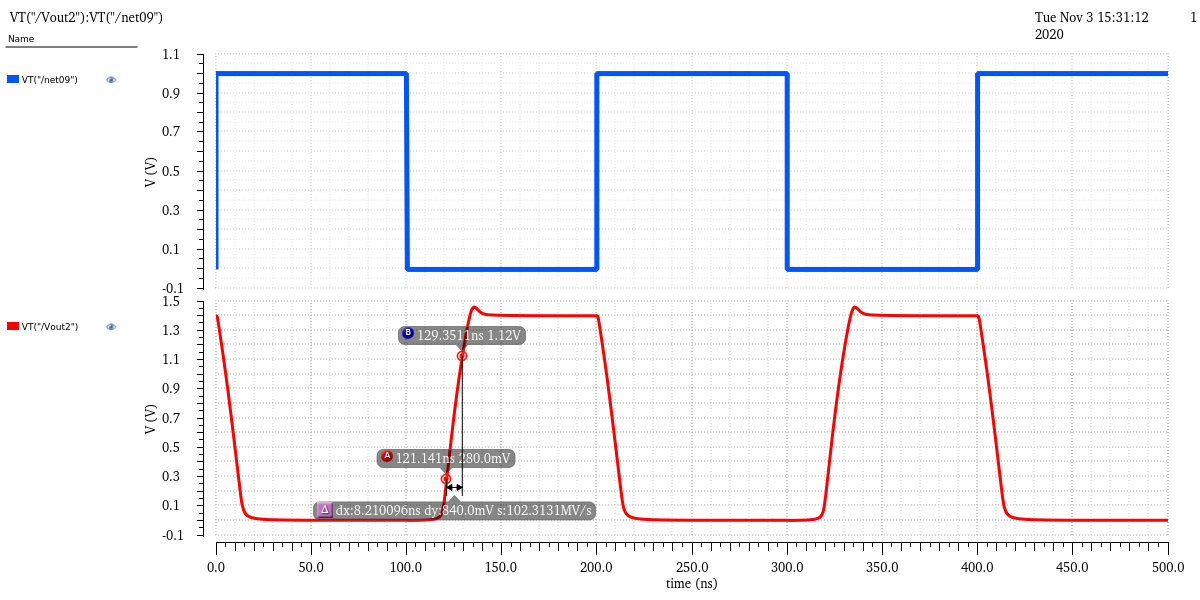 VT("/Vout2"):VT("/net09")
Tue Nov 3 15:31:12 2020
1
Name
VT("/net09")
1.1
0.9
0.7
0.5
0.3
0.1
-0.1
V (V)
VT("/Vout2")
1.5
1.3
1.1
0.9
0.7
0.5
0.3
0.1
-0.1
V (V)
B 129.3511ns 1.12V
A 121.141ns 280.0mV
Δ dx:8.210096ns dy:840.0mV s:102.3131MV/s
0.0 50.0 100.0 150.0 200.0 250.0 300.0 350.0 400.0 450.0 500.0
time (ns)